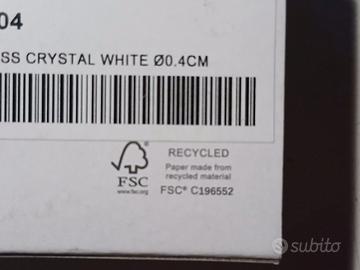 04
SS CRYSTAL WHITE Ø0.4CM
RECYCLED
Paper made from
recycled material
FSC
www.fsc.org
FSC® C196552
subito